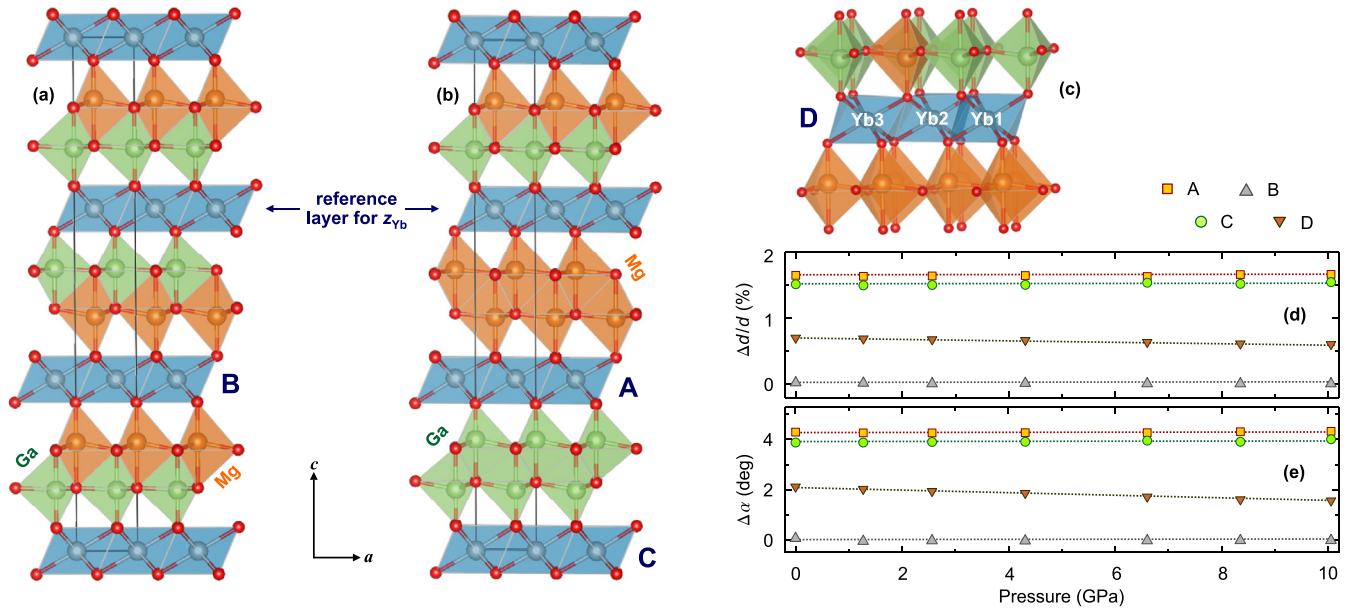 (a)
(b)
(c)
D
Yb3 Yb2 Yb1
A B
C D
reference
layer for zYb
Mg
B
A
Ga
Mg
Ga
c
a
C
2
1
0
Δd/d (%)
(d)
4
2
0
Δα (deg)
(e)
0 2 4 6 8 10
Pressure (GPa)